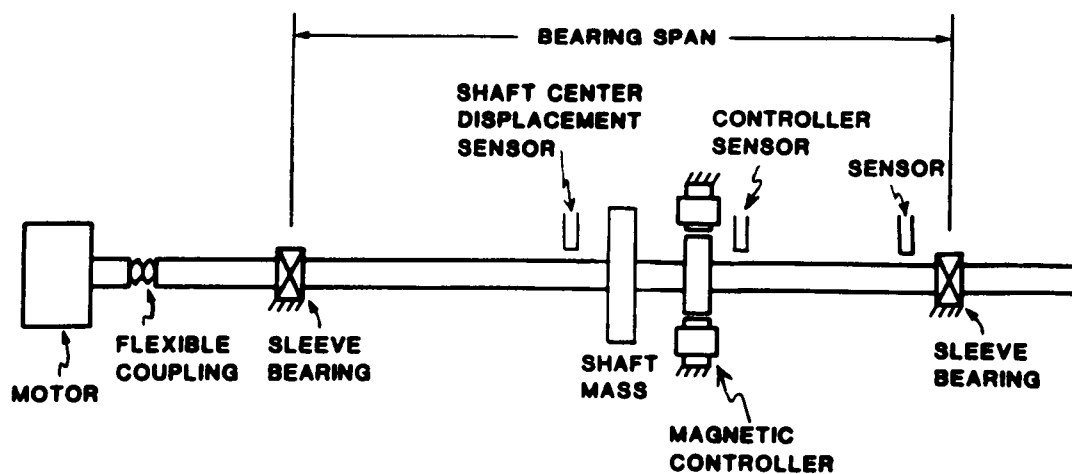 BEARING SPAN
SHAFT CENTER
DISPLACEMENT
SENSOR
CONTROLLER
SENSOR
SENSOR
MOTOR
FLEXIBLE
COUPLING
SLEEVE
BEARING
SHAFT
MASS
MAGNETIC
CONTROLLER
SLEEVE
BEARING